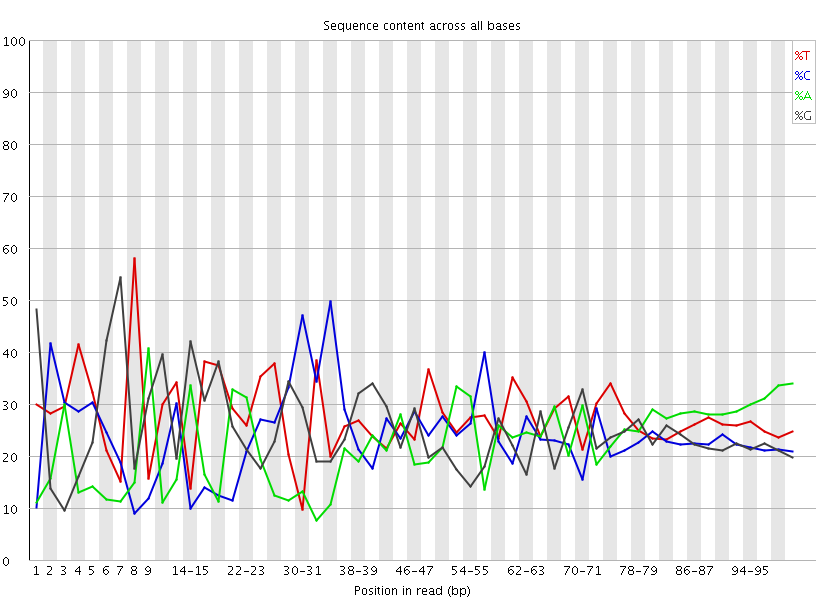 Sequence content across all bases
100
90
80
70
60
50
40
30
20
10
0
%T
%C
%A
%G
1 2 3 4 5 6 7 8 9 14-15 22-23 30-31 38-39 46-47 54-55 62-63 70-71 78-79 86-87 94-95
Position in read (bp)